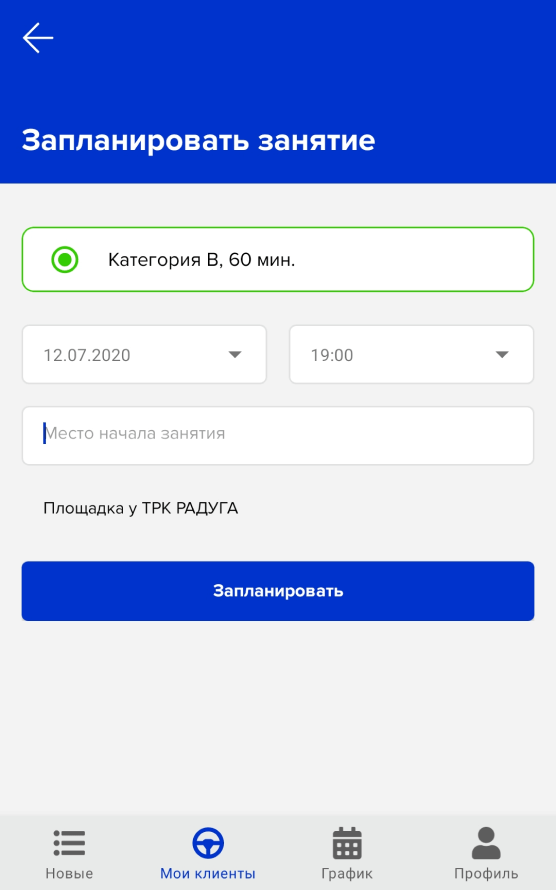 Запланировать занятие
Категория B, 60 мин.
12.07.2020
19:00
Место начала занятия
Площадка у ТРК РАДУГА
Запланировать
Новые
Мои клиенты
График
Профиль